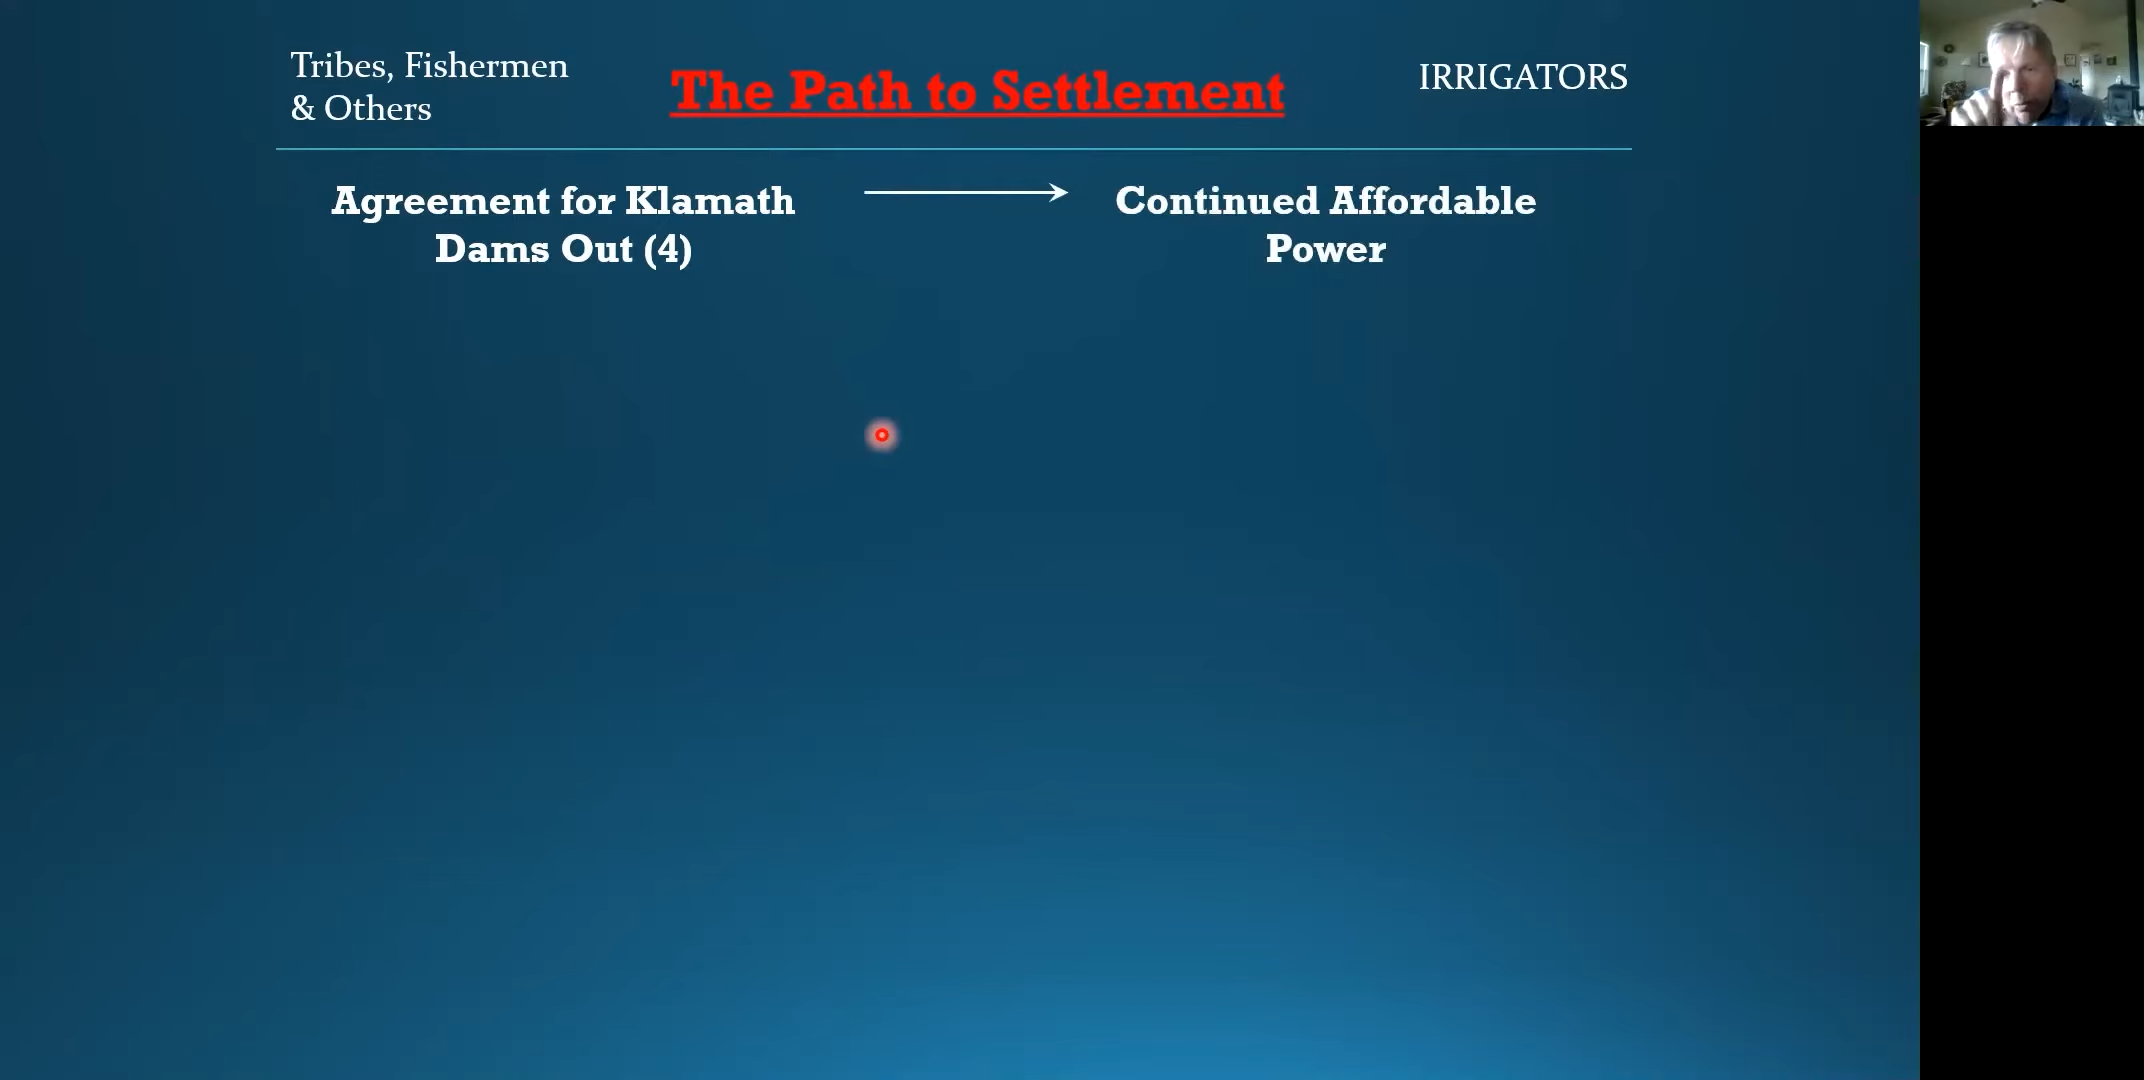 Tribes, Fishermen
& Others
The Path to Settlement
IRRIGATORS
Agreement for Klamath
Dams Out (4)
Continued Affordable
Power